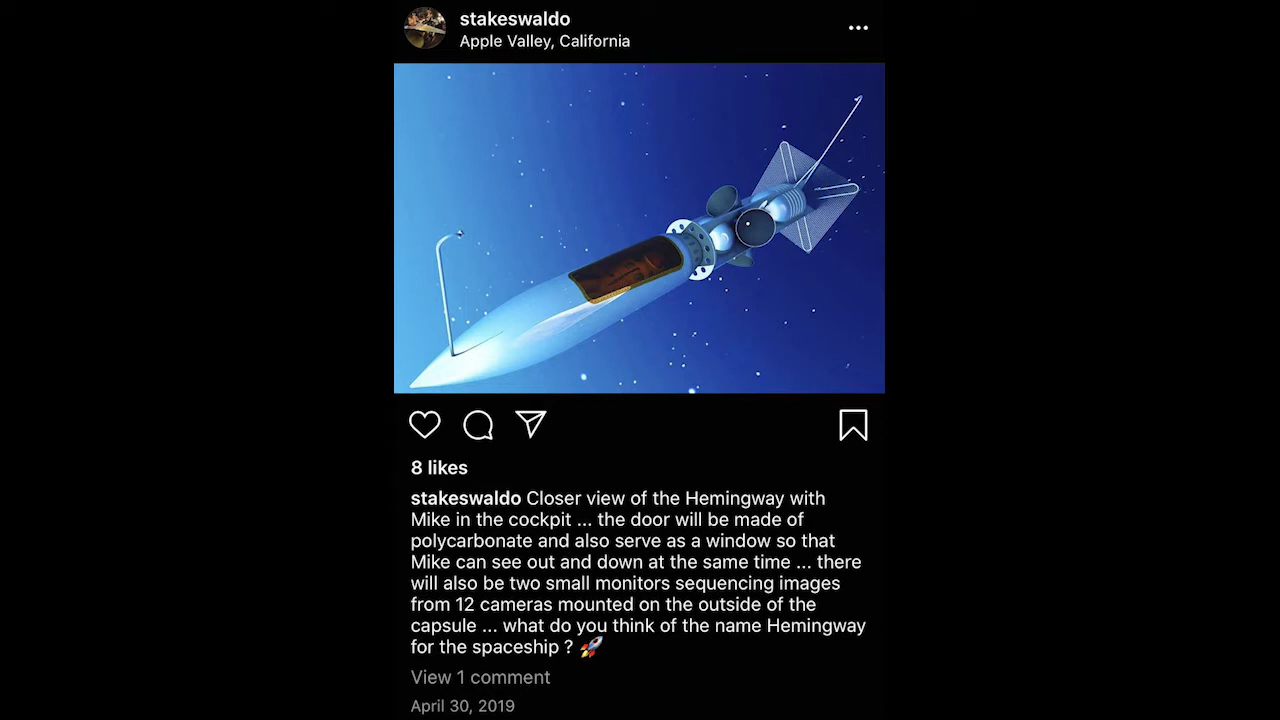 stakeswaldo
Apple Valley, California
8 likes
stakeswaldo Closer view of the Hemingway with
Mike in the cockpit ... the door will be made of
polycarbonate and also serve as a window so that
Mike can see out and down at the same time ... there
will also be two small monitors sequencing images
from 12 cameras mounted on the outside of the
capsule ... what do you think of the name Hemingway
for the spaceship ? 🚀
View 1 comment
April 30, 2019